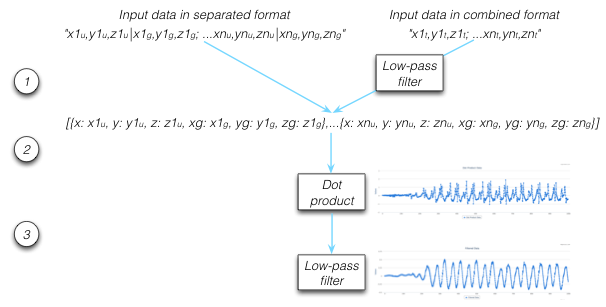 Input data in separated format
"x1u,y1u,z1u|x1g,y1g,z1g; ...xnu,ynu,znu|xng,yng,zng"
Input data in combined format
"x1t,y1t,z1t; ...xnt,ynt,znt"
1
Low-pass
filter
[{x: x1u, y: y1u, z: z1u, xg: x1g, yg: y1g, zg: z1g},...{x: xnu, y: ynu, z: znu, xg: xng, yg: yng, zg: zng}]
2
Dot
product
3
Low-pass
filter